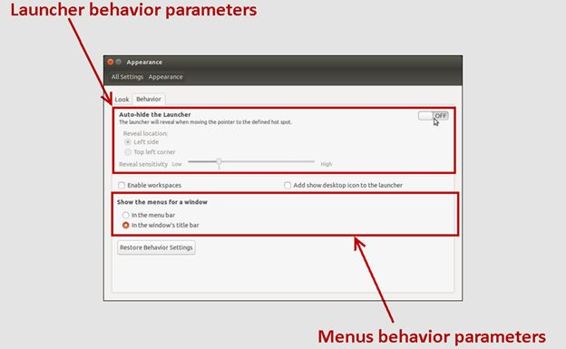 Launcher behavior parameters
Appearance
All Settings Appearance
Look Behavior
Auto-hide the Launcher
The launcher will reveal when moving the pointer to the defined hot spot.
OFF
Reveal location:
Left side
Top left corner
Reveal sensitivity Low High
Enable workspaces Add show desktop icon to the launcher
Show the menus for a window
In the menu bar
In the window's title bar
Restore Behavior Settings
Menus behavior parameters